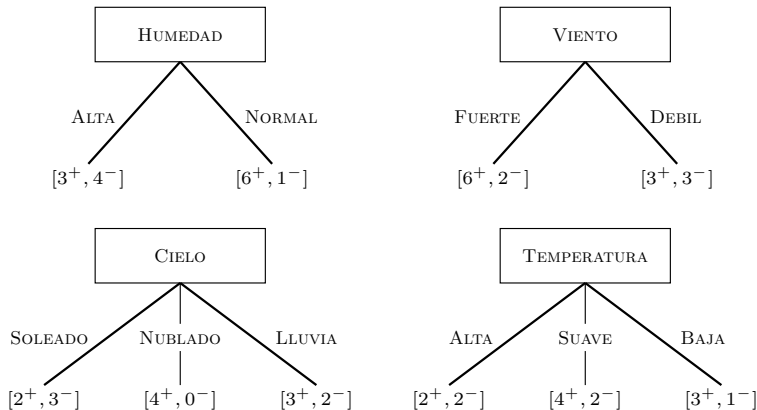 HUMEDAD
VIENTO
ALTA
NORMAL
FUERTE
DEBIL
[3⁺, 4⁻]
[6⁺, 1⁻]
[6⁺, 2⁻]
[3⁺, 3⁻]
CIELO
TEMPERATURA
SOLEADO
NUBLADO
LLUVIA
ALTA
SUAVE
BAJA
[2⁺, 3⁻]
[4⁺, 0⁻]
[3⁺, 2⁻]
[2⁺, 2⁻]
[4⁺, 2⁻]
[3⁺, 1⁻]